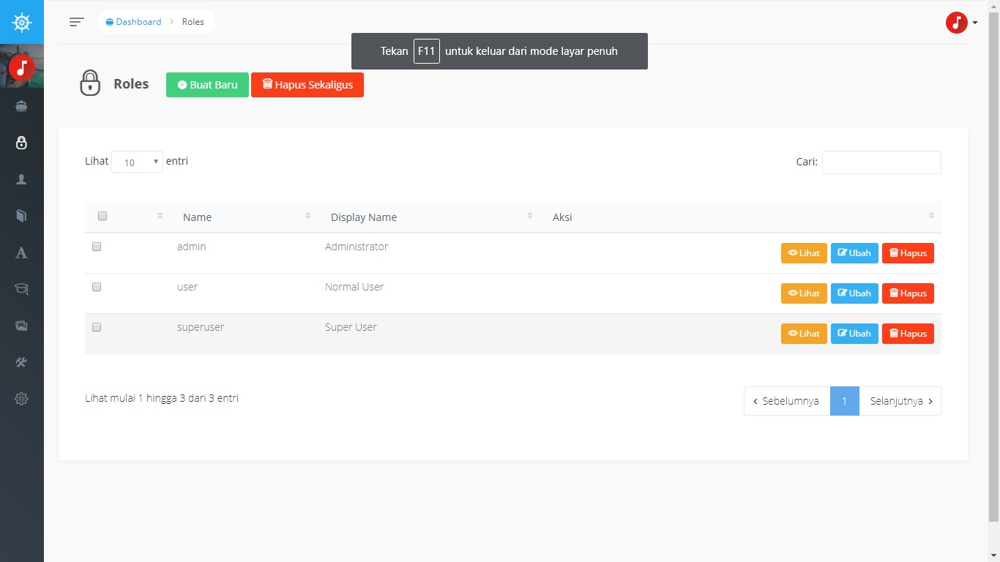 Dashboard > Roles
Tekan F11 untuk keluar dari mode layar penuh
Roles Buat Baru Hapus Sekaligus
Lihat 10 entri Cari:
Name Display Name Aksi
admin Administrator Lihat Ubah Hapus
user Normal User Lihat Ubah Hapus
superuser Super User Lihat Ubah Hapus
Lihat mulai 1 hingga 3 dari 3 entri ‹ Sebelumnya 1 Selanjutnya ›